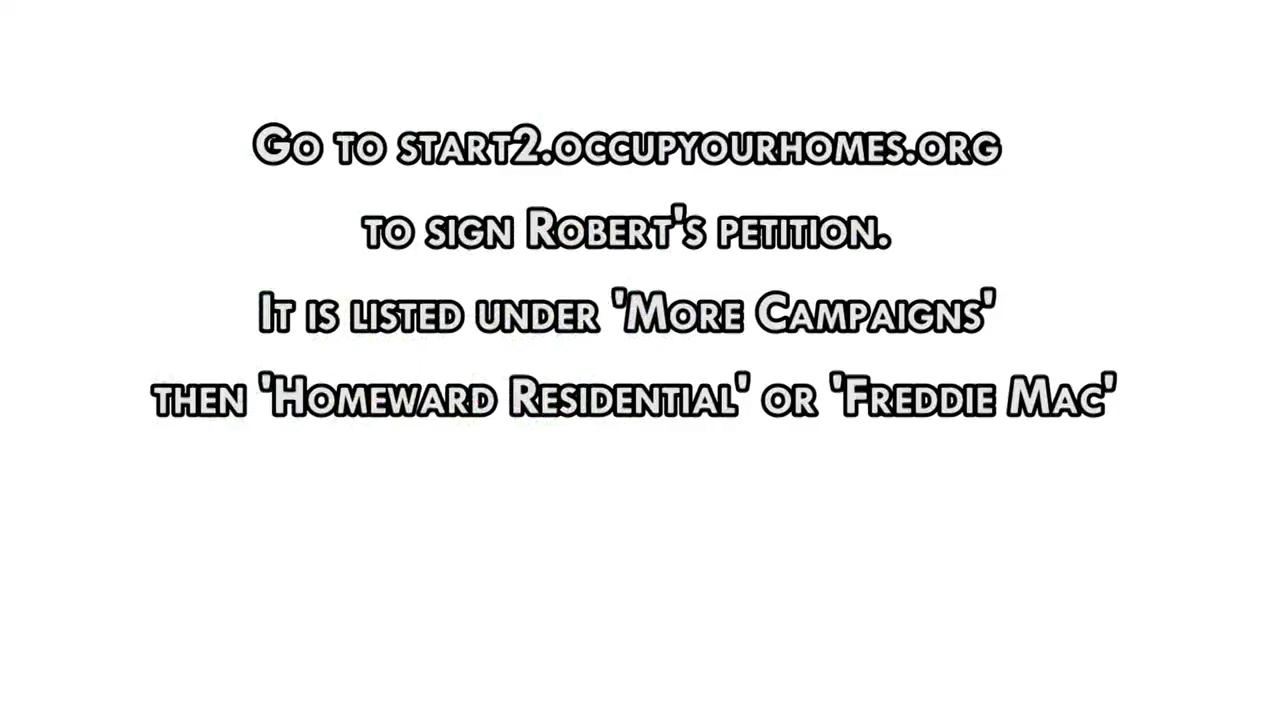 Go to start2.occupyourhomes.org
to sign Robert's petition.
It is listed under 'More Campaigns'
then 'Homeward Residential' or 'Freddie Mac'